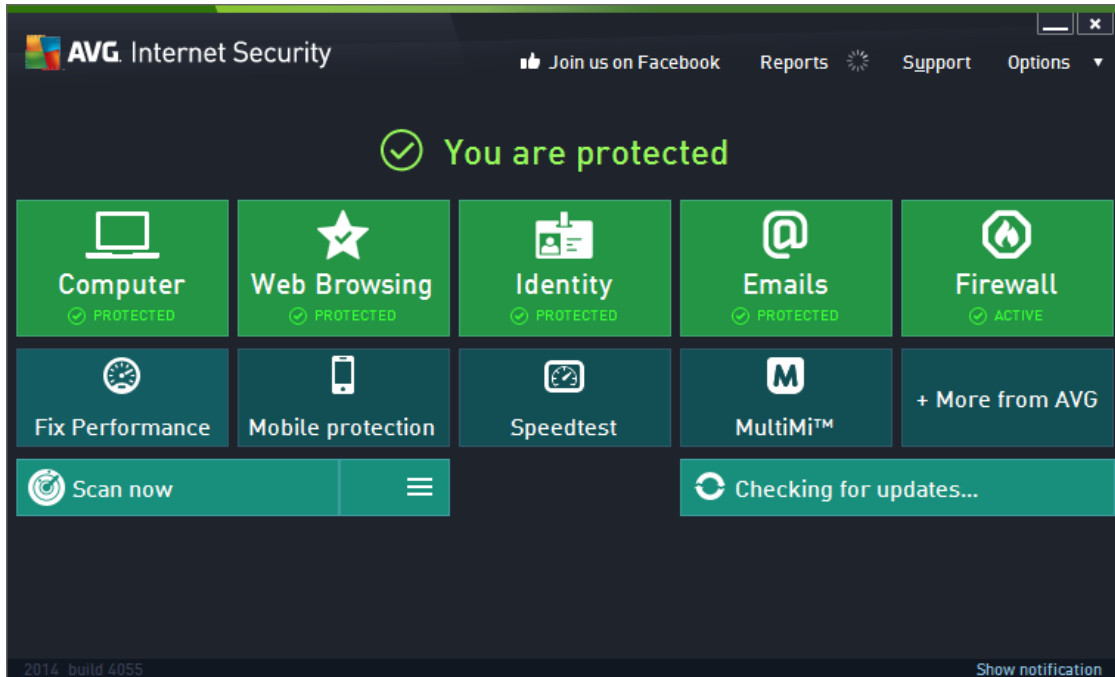 AVG. Internet Security
Join us on Facebook
Reports
Support
Options
You are protected
Computer
PROTECTED
Web Browsing
PROTECTED
Identity
PROTECTED
Emails
PROTECTED
Firewall
ACTIVE
Fix Performance
Mobile protection
Speedtest
M
MultiMi™
+ More from AVG
Scan now
Checking for updates...
2014 build 4055
Show notification